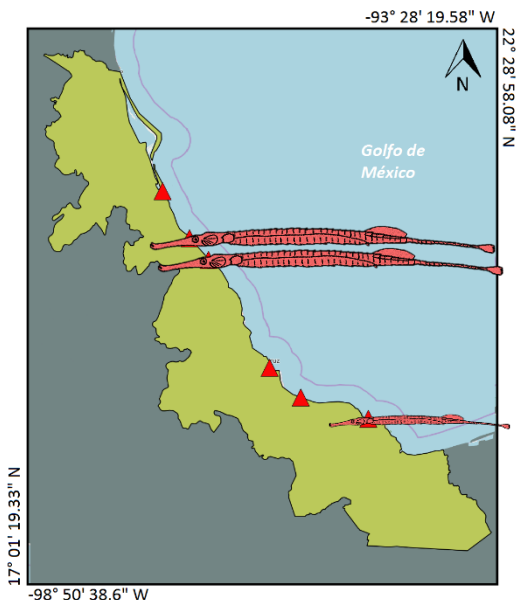 -93° 28' 19.58" W
22° 28' 58.08" N
N
Golfo de
México
17° 01' 19.33" N
-98° 50' 38.6" W